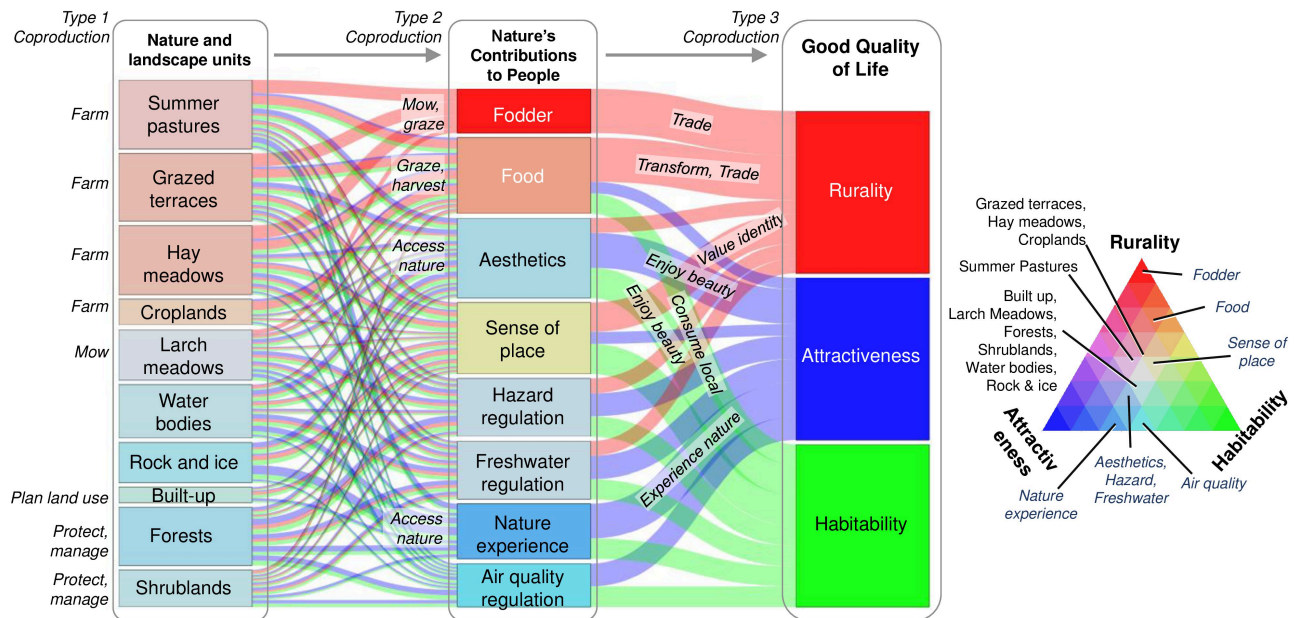 Type 1
Coproduction
Type 2
Coproduction
Type 3
Coproduction
Nature and
landscape units
Nature's
Contributions
to People
Good Quality
of Life
Farm
Farm
Farm
Farm
Mow
Plan land use
Protect,
manage
Protect,
manage
Summer
pastures
Grazed
terraces
Hay
meadows
Croplands
Larch
meadows
Water
bodies
Rock and ice
Built-up
Forests
Shrublands
Mow,
graze
Graze,
harvest
Access
nature
Access
nature
Fodder
Food
Aesthetics
Sense of
place
Hazard
regulation
Freshwater
regulation
Nature
experience
Air quality
regulation
Trade
Transform, Trade
Value identity
Enjoy beauty
Enjoy beauty
Consume local
Experience nature
Rurality
Attractiveness
Habitability
Grazed terraces,
Hay meadows,
Croplands
Summer Pastures
Built up,
Larch Meadows,
Forests,
Shrublands,
Water bodies,
Rock & ice
Rurality
Fodder
Food
Sense of
place
Attractiv
eness
Habitability
Nature
experience
Aesthetics,
Hazard,
Freshwater
Air quality